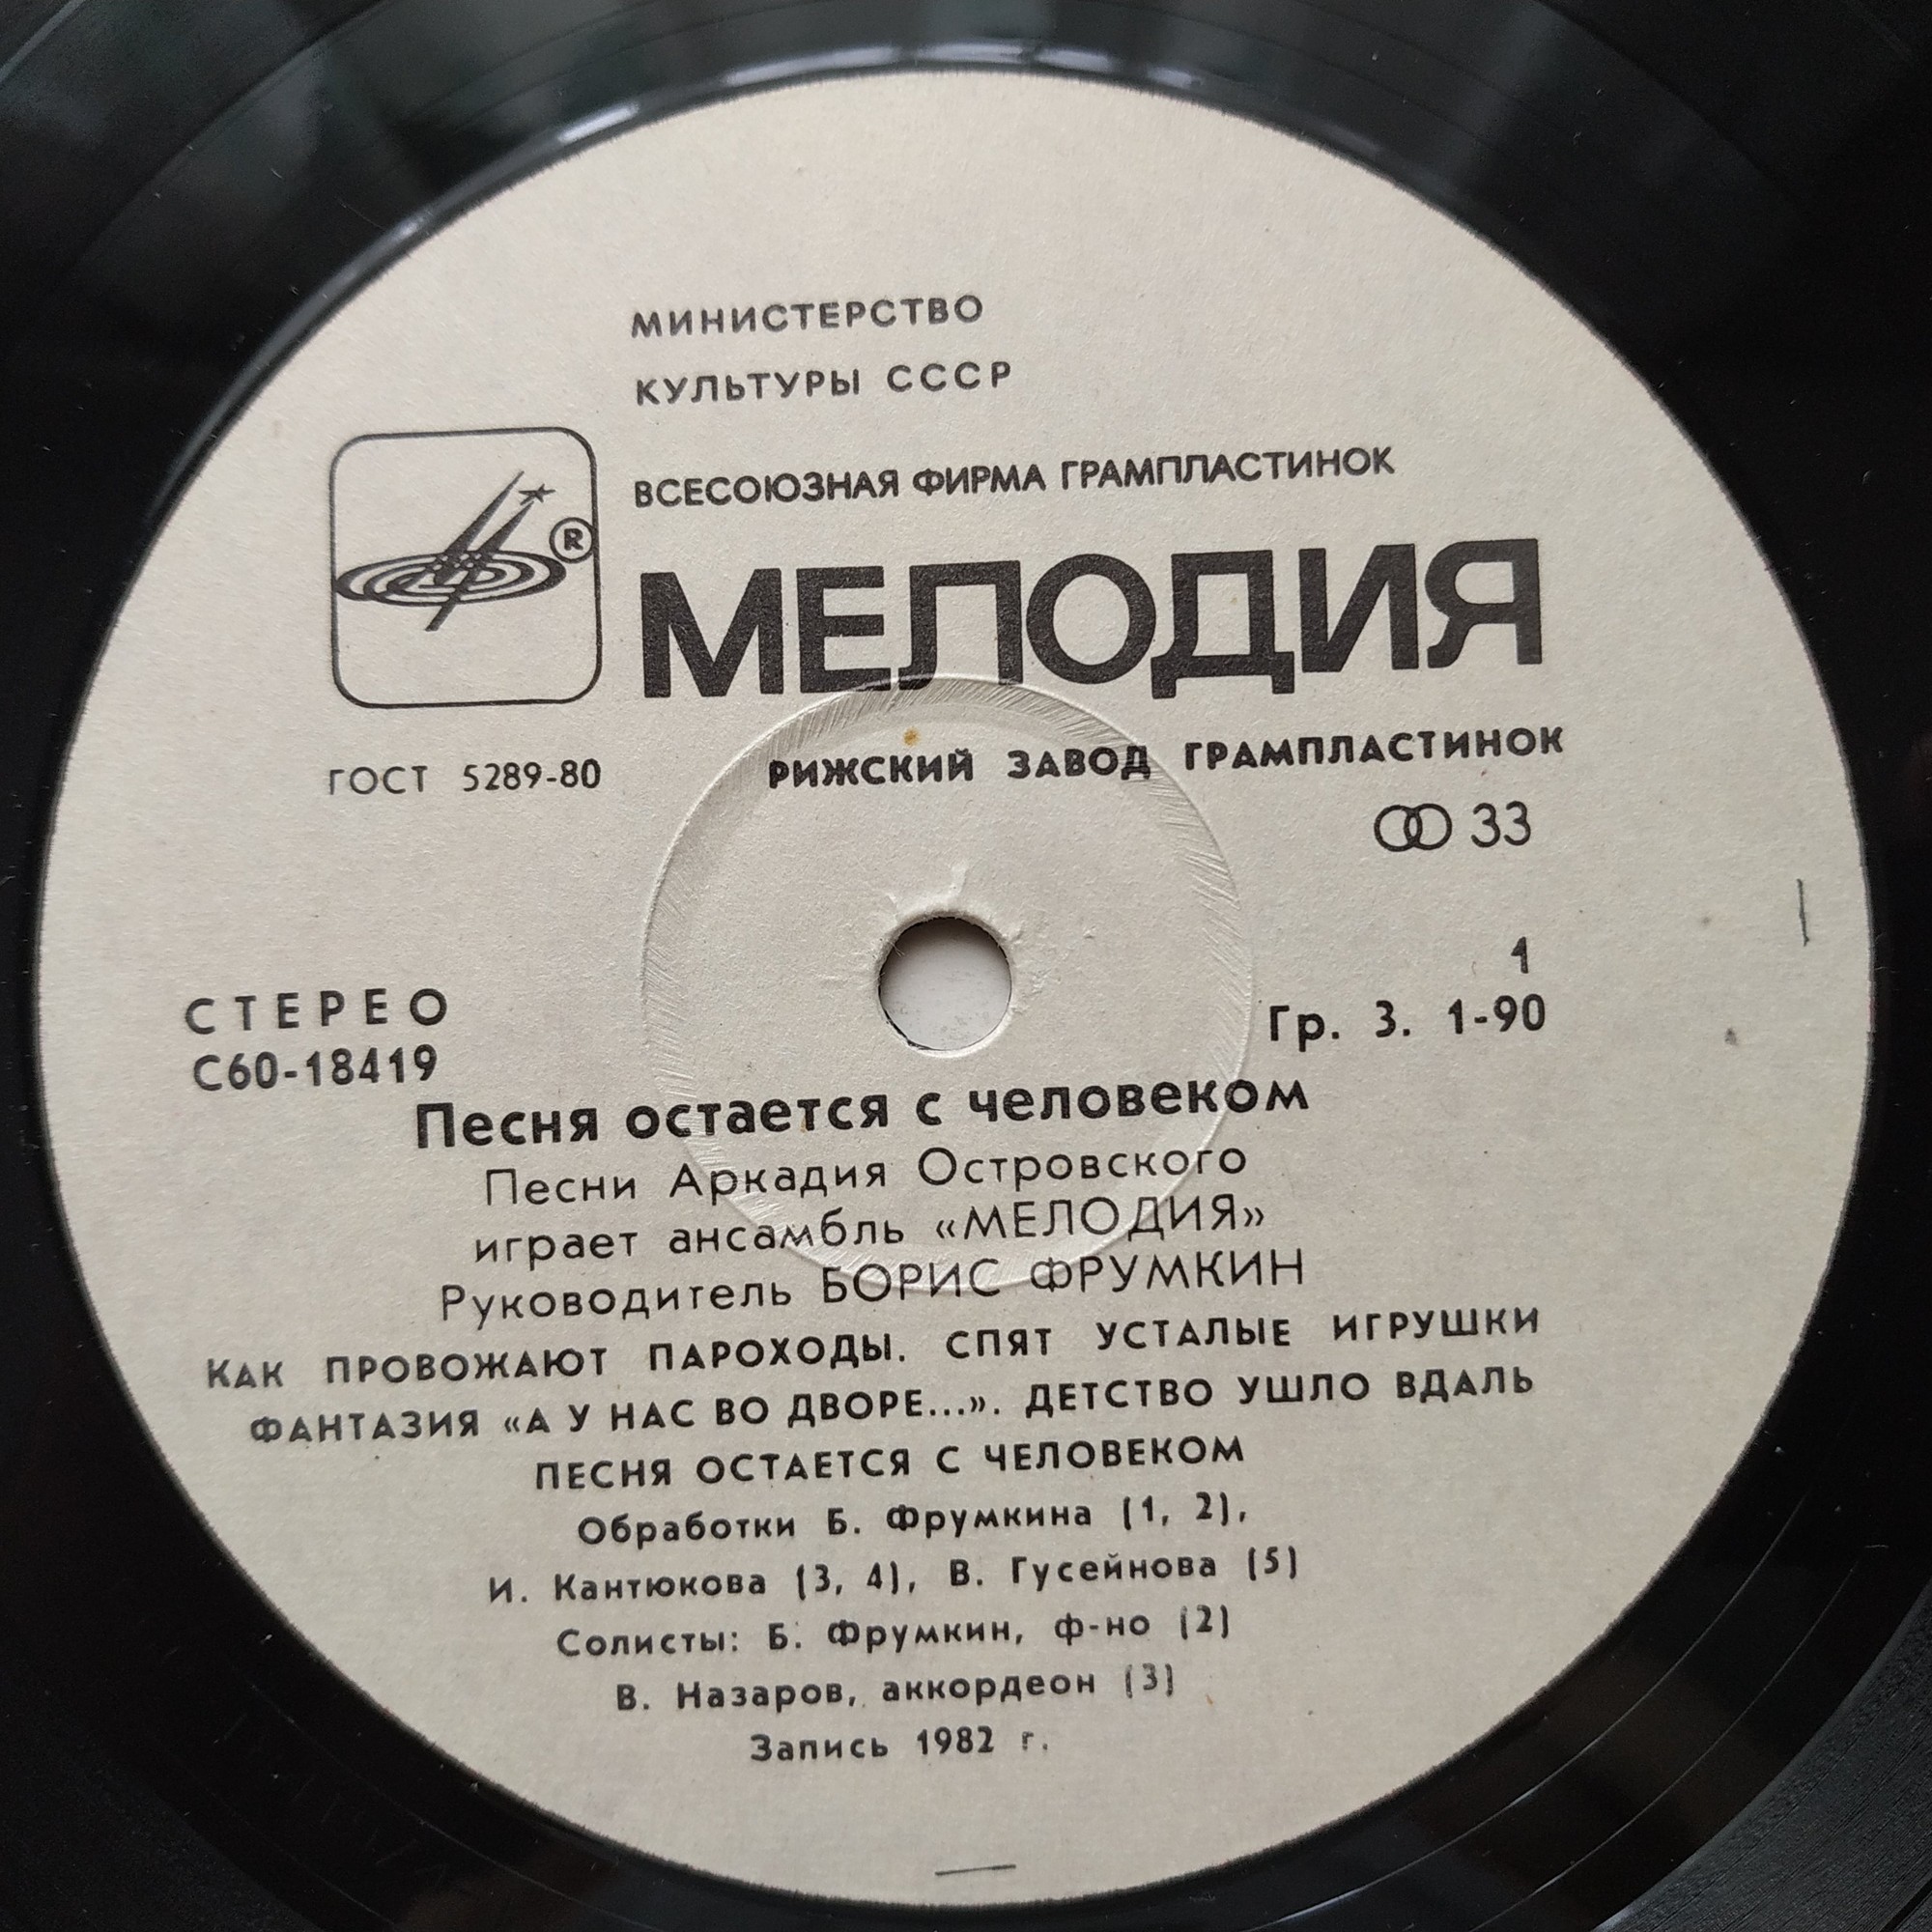 МИНИСТЕРСТВО
КУЛЬТУРЫ СССР
ВСЕСОЮЗНАЯ ФИРМА ГРАМПЛАСТИНОК
®
МЕЛОДИЯ
ГОСТ 5289-80
РИЖСКИЙ ЗАВОД ГРАМПЛАСТИНОК
33
1
СТЕРЕО
Гр. 3. 1-90
С60-18419
Песня остается с человеком
Песни Аркадия Островского
играет ансамбль «МЕЛОДИЯ»
Руководитель БОРИС ФРУМКИН
КАК ПРОВОЖАЮТ ПАРОХОДЫ. СПЯТ УСТАЛЫЕ ИГРУШКИ
ФАНТАЗИЯ «А У НАС ВО ДВОРЕ...». ДЕТСТВО УШЛО ВДАЛЬ
ПЕСНЯ ОСТАЕТСЯ С ЧЕЛОВЕКОМ
Обработки Б. Фрумкина (1, 2),
И. Кантюкова (3, 4), В. Гусейнова (5)
Солисты: Б. Фрумкин, ф-но (2)
В. Назаров, аккордеон (3)
Запись 1982 г.